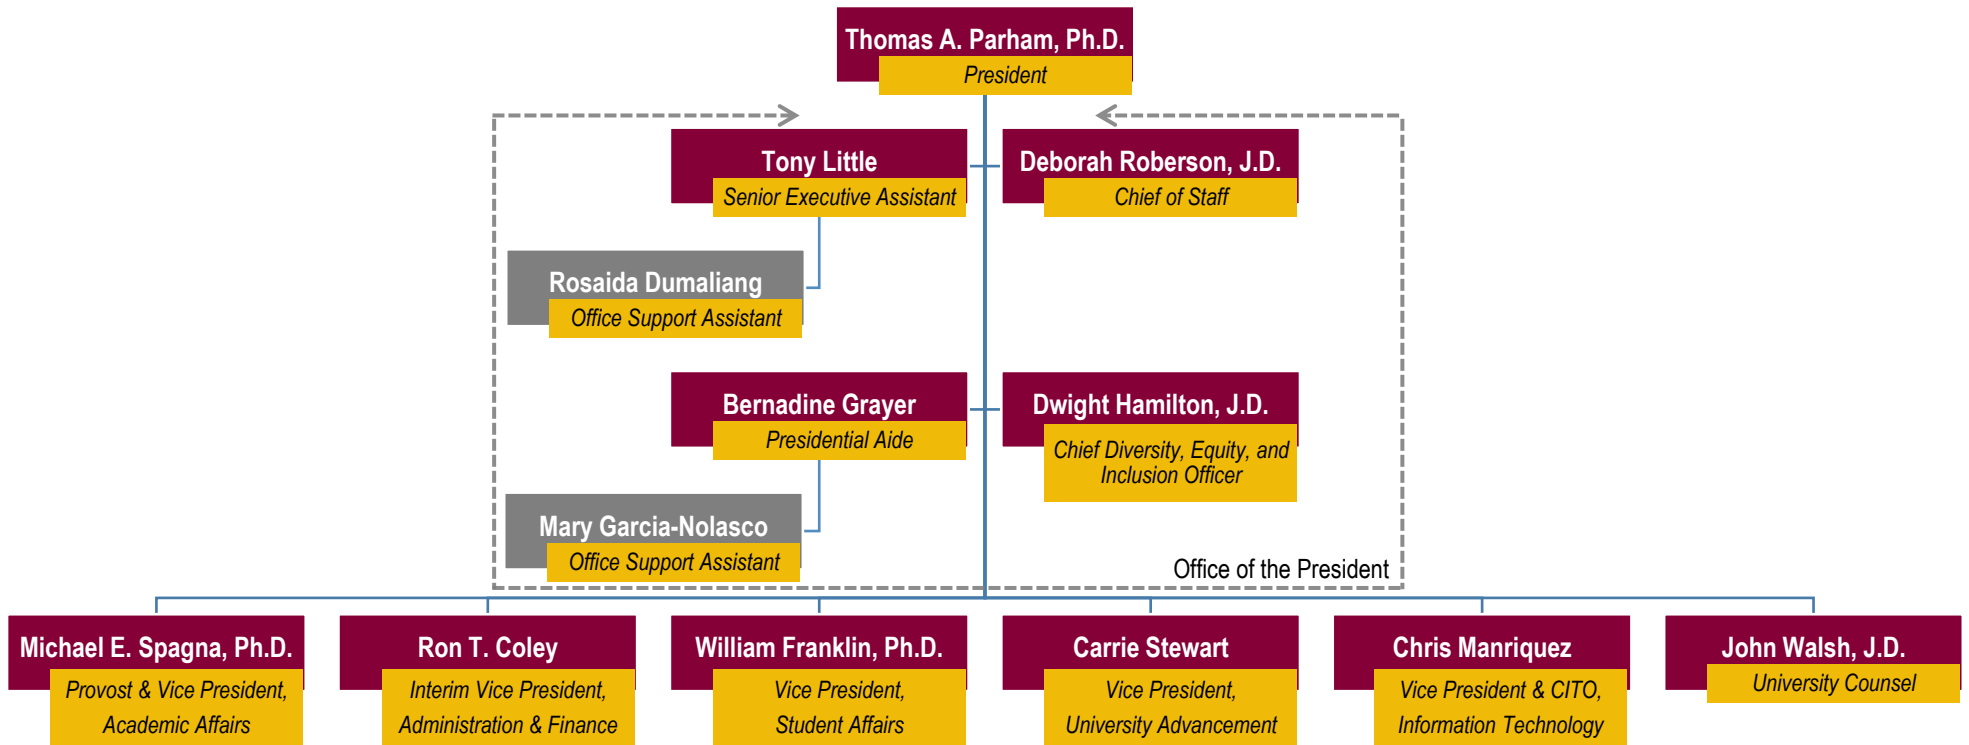 Thomas A. Parham, Ph.D.
President
Tony Little
Senior Executive Assistant
Deborah Roberson, J.D.
Chief of Staff
Rosaida Dumaliang
Office Support Assistant
Bernadine Grayer
Presidential Aide
Dwight Hamilton, J.D.
Chief Diversity, Equity, and
Inclusion Officer
Mary Garcia-Nolasco
Office Support Assistant
Office of the President
Michael E. Spagna, Ph.D.
Provost & Vice President,
Academic Affairs
Ron T. Coley
Interim Vice President,
Administration & Finance
William Franklin, Ph.D.
Vice President,
Student Affairs
Carrie Stewart
Vice President,
University Advancement
Chris Manriquez
Vice President & CITO,
Information Technology
John Walsh, J.D.
University Counsel